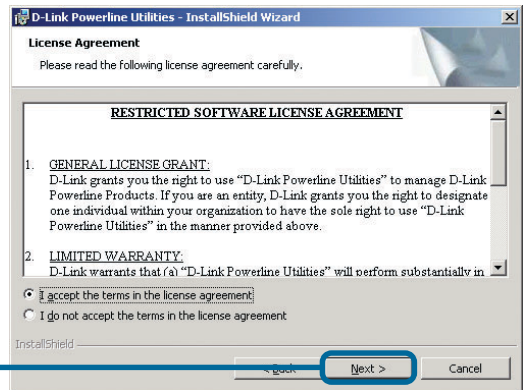 D-Link Powerline Utilities - InstallShield Wizard
License Agreement
Please read the following license agreement carefully.
RESTRICTED SOFTWARE LICENSE AGREEMENT
1. GENERAL LICENSE GRANT:
D-Link grants you the right to use “D-Link Powerline Utilities” to manage D-Link
Powerline Products. If you are an entity, D-Link grants you the right to designate
one individual within your organization to have the sole right to use “D-Link
Powerline Utilities” in the manner provided above.
2. LIMITED WARRANTY:
D-Link warrants that (a) “D-Link Powerline Utilities” will perform substantially in
I accept the terms in the license agreement
I do not accept the terms in the license agreement
InstallShield
< Back Next > Cancel